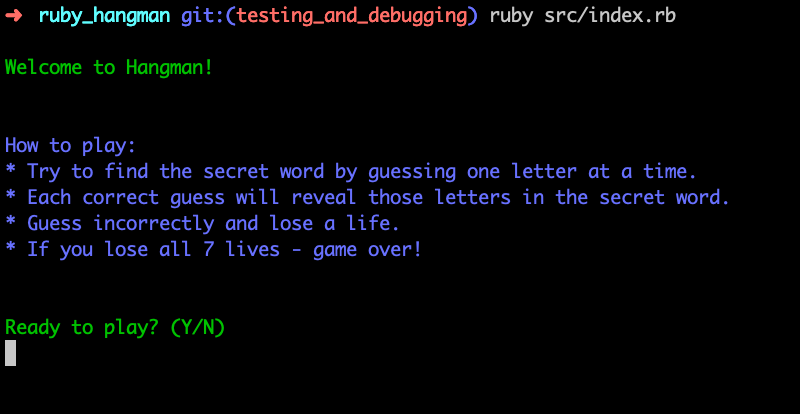 ➜ ruby_hangman git:(testing_and_debugging) ruby src/index.rb
Welcome to Hangman!
How to play:
* Try to find the secret word by guessing one letter at a time.
* Each correct guess will reveal those letters in the secret word.
* Guess incorrectly and lose a life.
* If you lose all 7 lives - game over!
Ready to play? (Y/N)